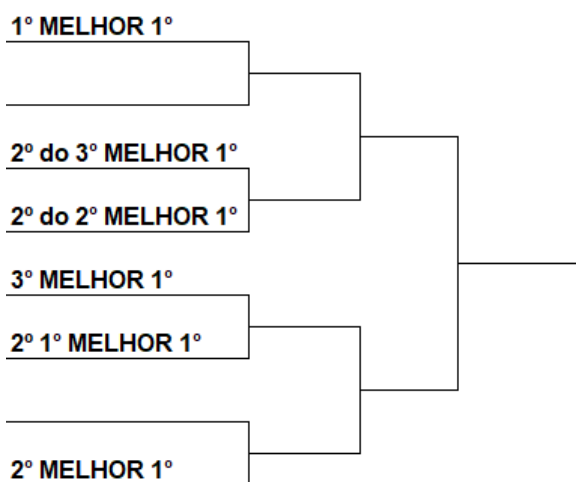 1º MELHOR 1º
2º do 3º MELHOR 1º
2º do 2º MELHOR 1º
3º MELHOR 1º
2º 1º MELHOR 1º
2º MELHOR 1º